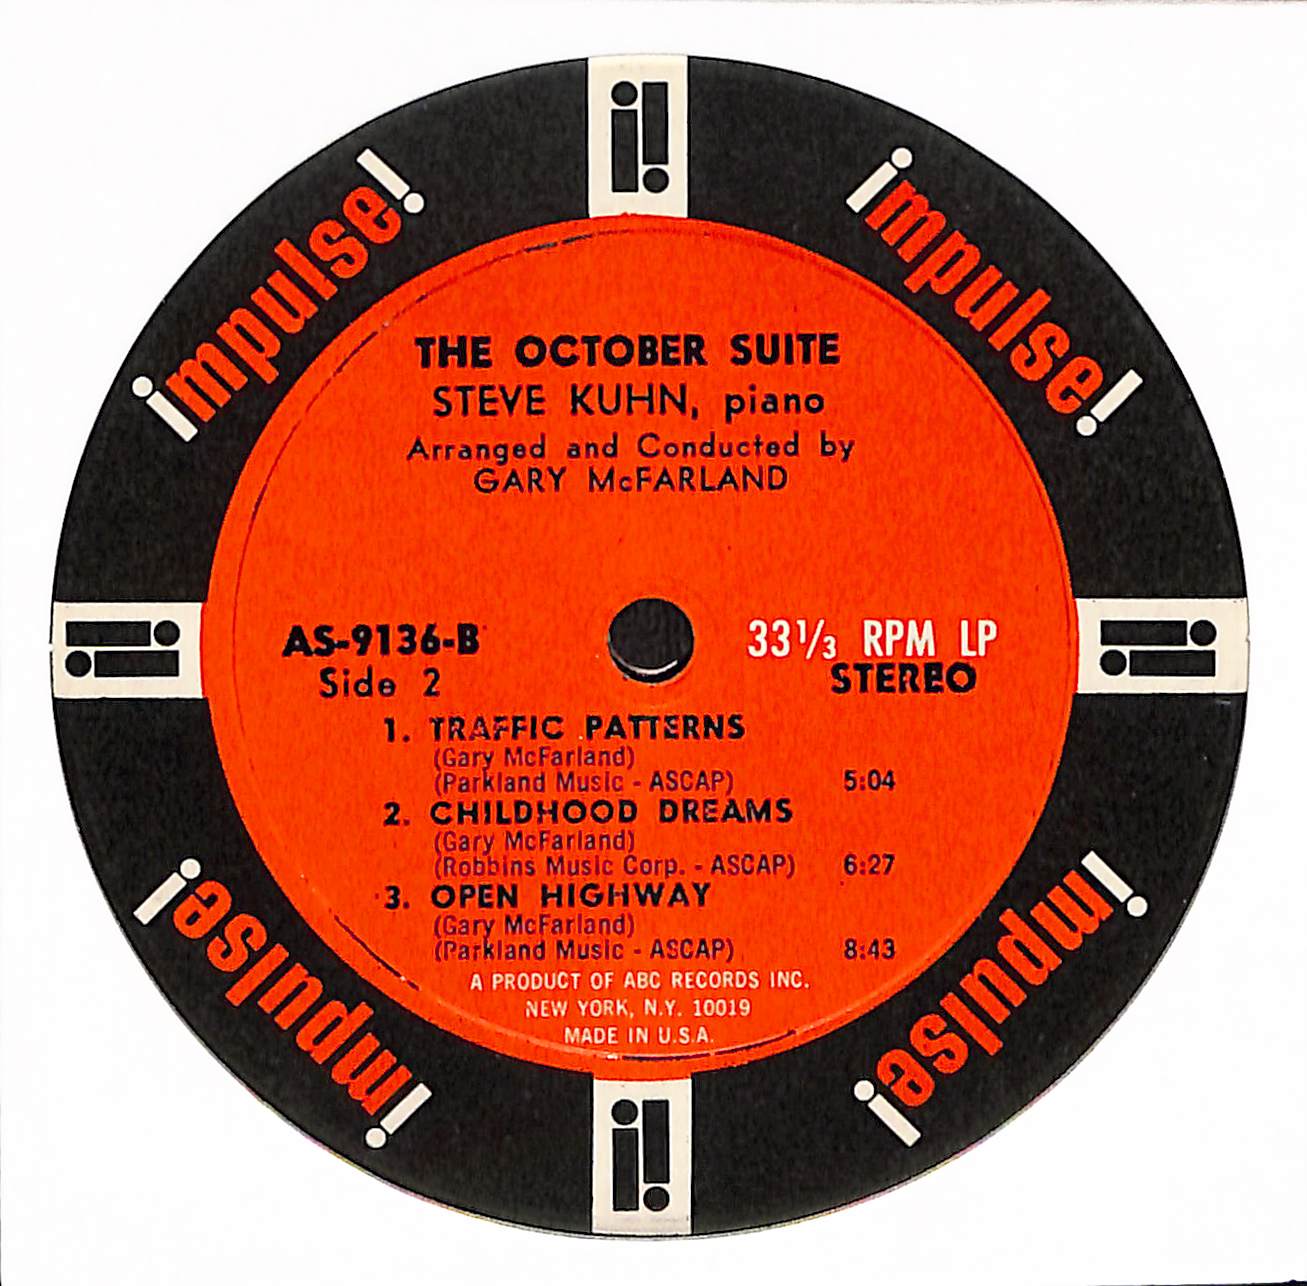 impulse!
impulse!
THE OCTOBER SUITE
STEVE KUHN, piano
Arranged and Conducted by
GARY McFARLAND
AS-9136-B
Side 2
33 1/3 RPM LP
STEREO
1. TRAFFIC PATTERNS
(Gary McFarland)
(Parkland Music - ASCAP) 5:04
2. CHILDHOOD DREAMS
(Gary McFarland)
(Robbins Music Corp. - ASCAP) 6:27
3. OPEN HIGHWAY
(Gary McFarland)
(Parkland Music - ASCAP) 8:43
A PRODUCT OF ABC RECORDS INC.
NEW YORK, N.Y. 10019
MADE IN U.S.A.
impulse!
impulse!